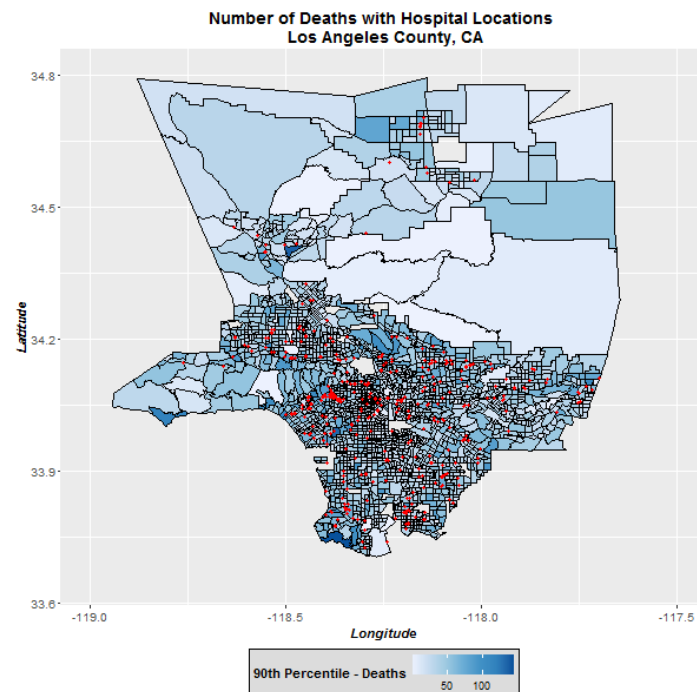 Number of Deaths with Hospital Locations
Los Angeles County, CA
34.8
34.5
34.2
33.9
33.6
Latitude
-119.0
-118.5
-118.0
-117.5
Longitude
90th Percentile - Deaths
50
100